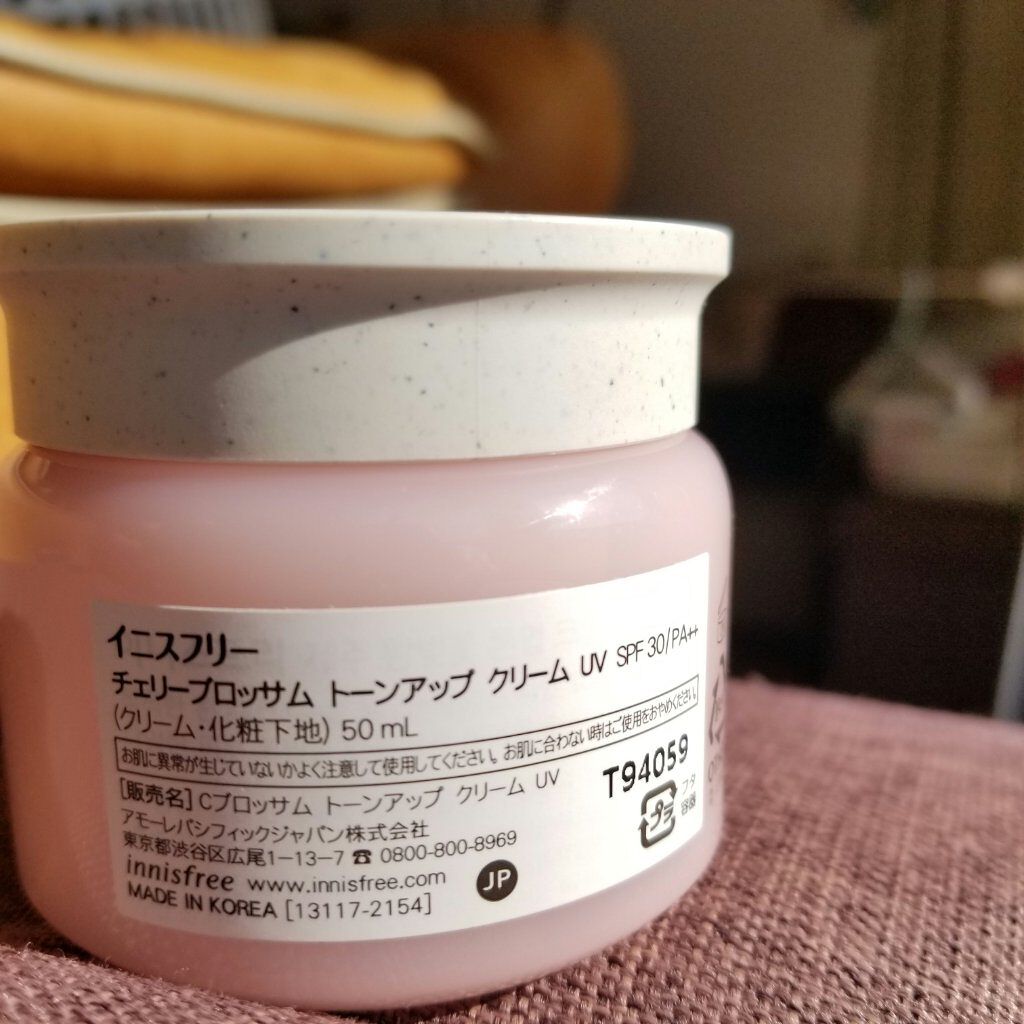 イニスフリー
チェリーブロッサム トーンアップ クリーム UV SPF 30/PA++
(クリーム・化粧下地) 50 mL
お肌に異常が生じていないかよく注意して使用してください。お肌に合わない時はご使用をおやめください。
[販売名] Cブロッサム トーンアップ クリーム UV
T94059
アモーレパシフィックジャパン株式会社
プラ フタ 容器
東京都渋谷区広尾1-13-7 ☎ 0800-800-8969
innisfree www.innisfree.com
JP
MADE IN KOREA [13117-2154]